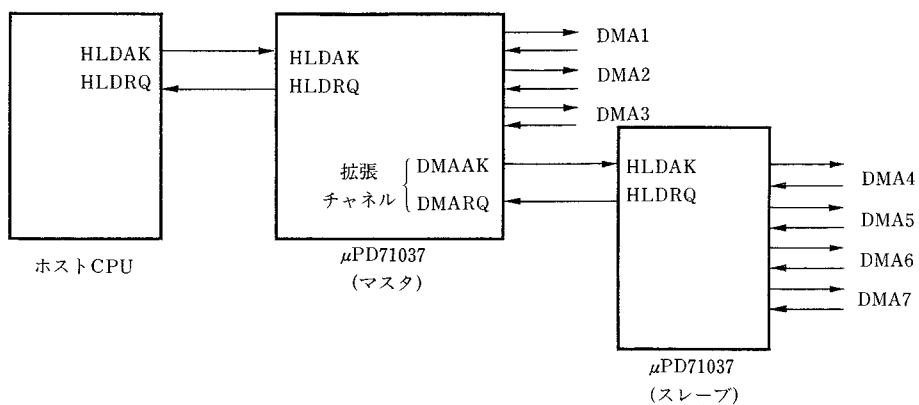 HLDAK
HLDRQ
ホストCPU
HLDAK
HLDRQ
拡張
チャネル
DMAAK
DMARQ
μPD71037
(マスタ)
DMA1
DMA2
DMA3
HLDAK
HLDRQ
μPD71037
(スレーブ)
DMA4
DMA5
DMA6
DMA7